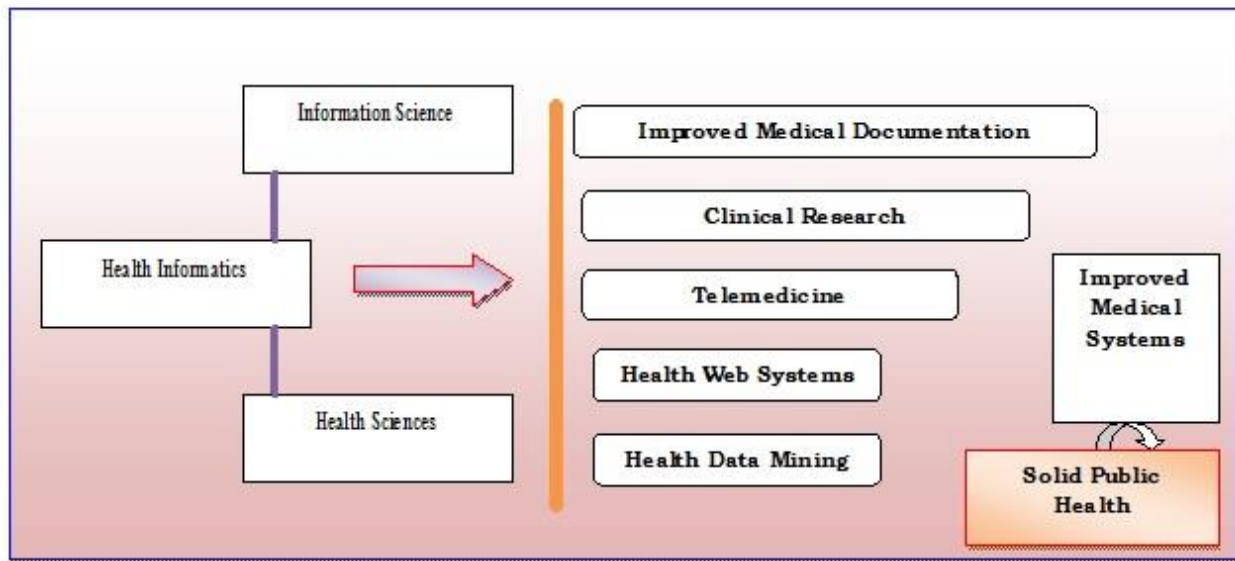 Information Science
Health Informatics
Health Sciences
Improved Medical Documentation
Clinical Research
Telemedicine
Health Web Systems
Health Data Mining
Improved
Medical
Systems
Solid Public
Health